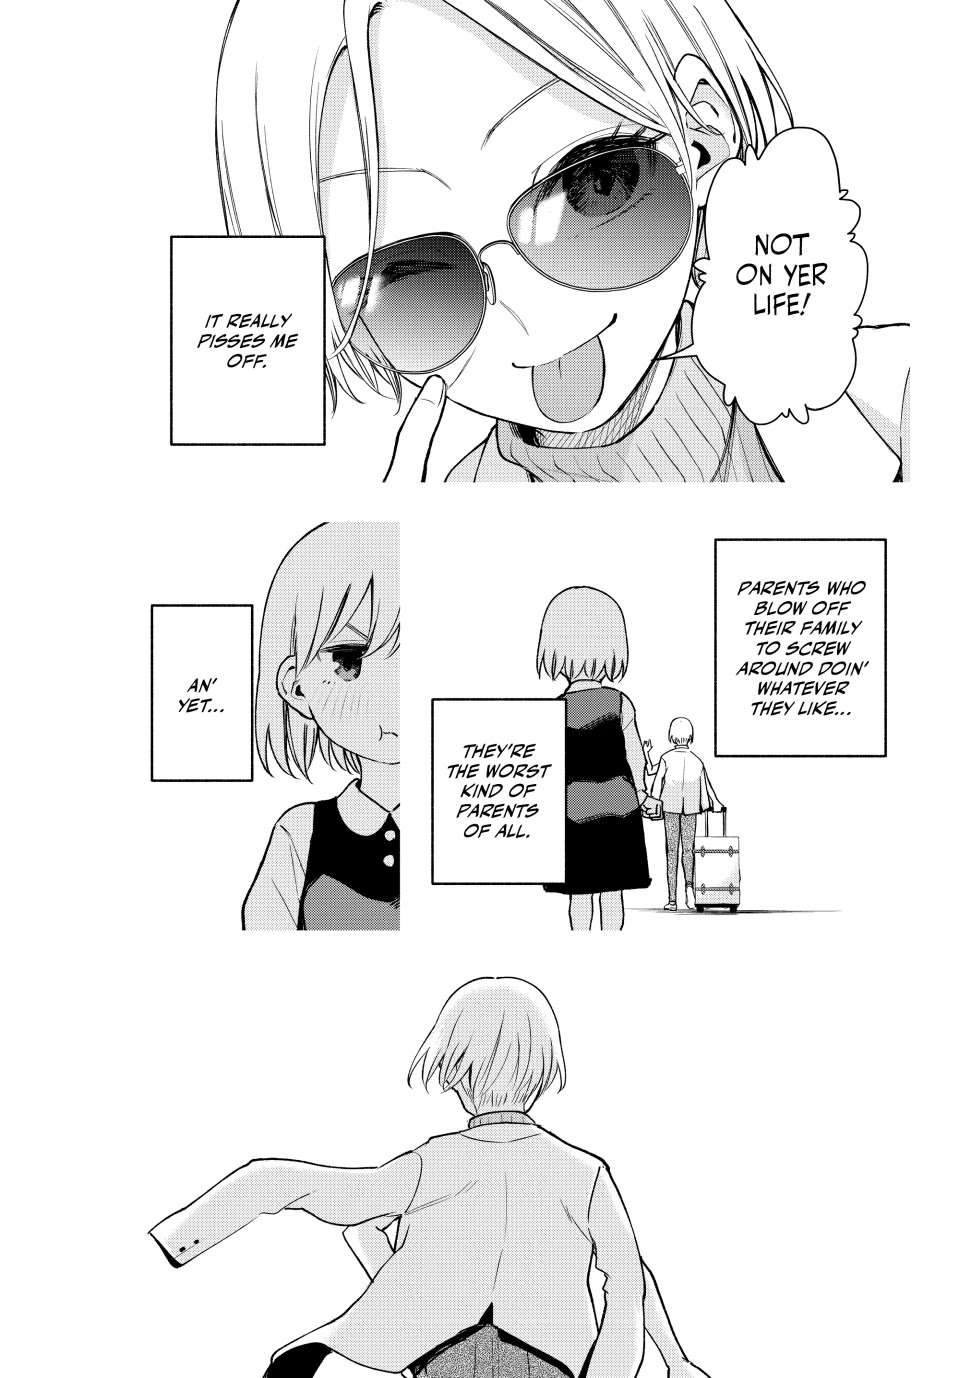 NOT
ON YER
LIFE!
IT REALLY
PISSES ME
OFF.
PARENTS WHO
BLOW OFF
THEIR FAMILY
TO SCREW
AROUND DOIN'
WHATEVER
THEY LIKE...
THEY'RE
THE WORST
KIND OF
PARENTS
OF ALL.
AN'
YET...